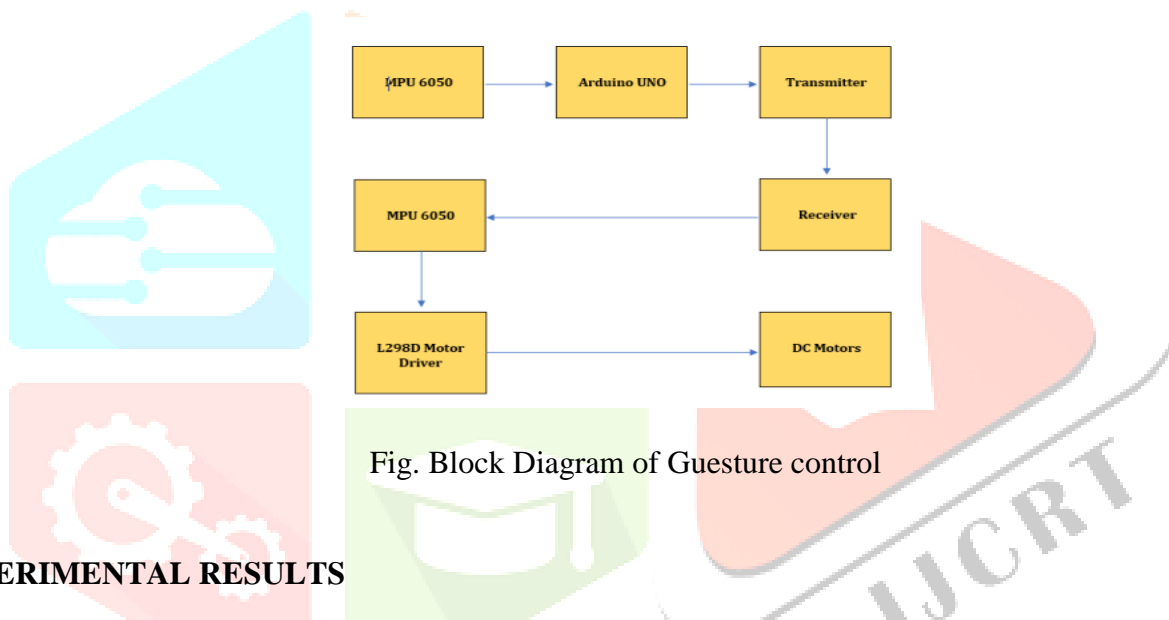 MPU 6050
Arduino UNO
Transmitter
MPU 6050
Receiver
L298D Motor
Driver
DC Motors
Fig. Block Diagram of Guesture control
ERIMENTAL RESULTS
IJCRT